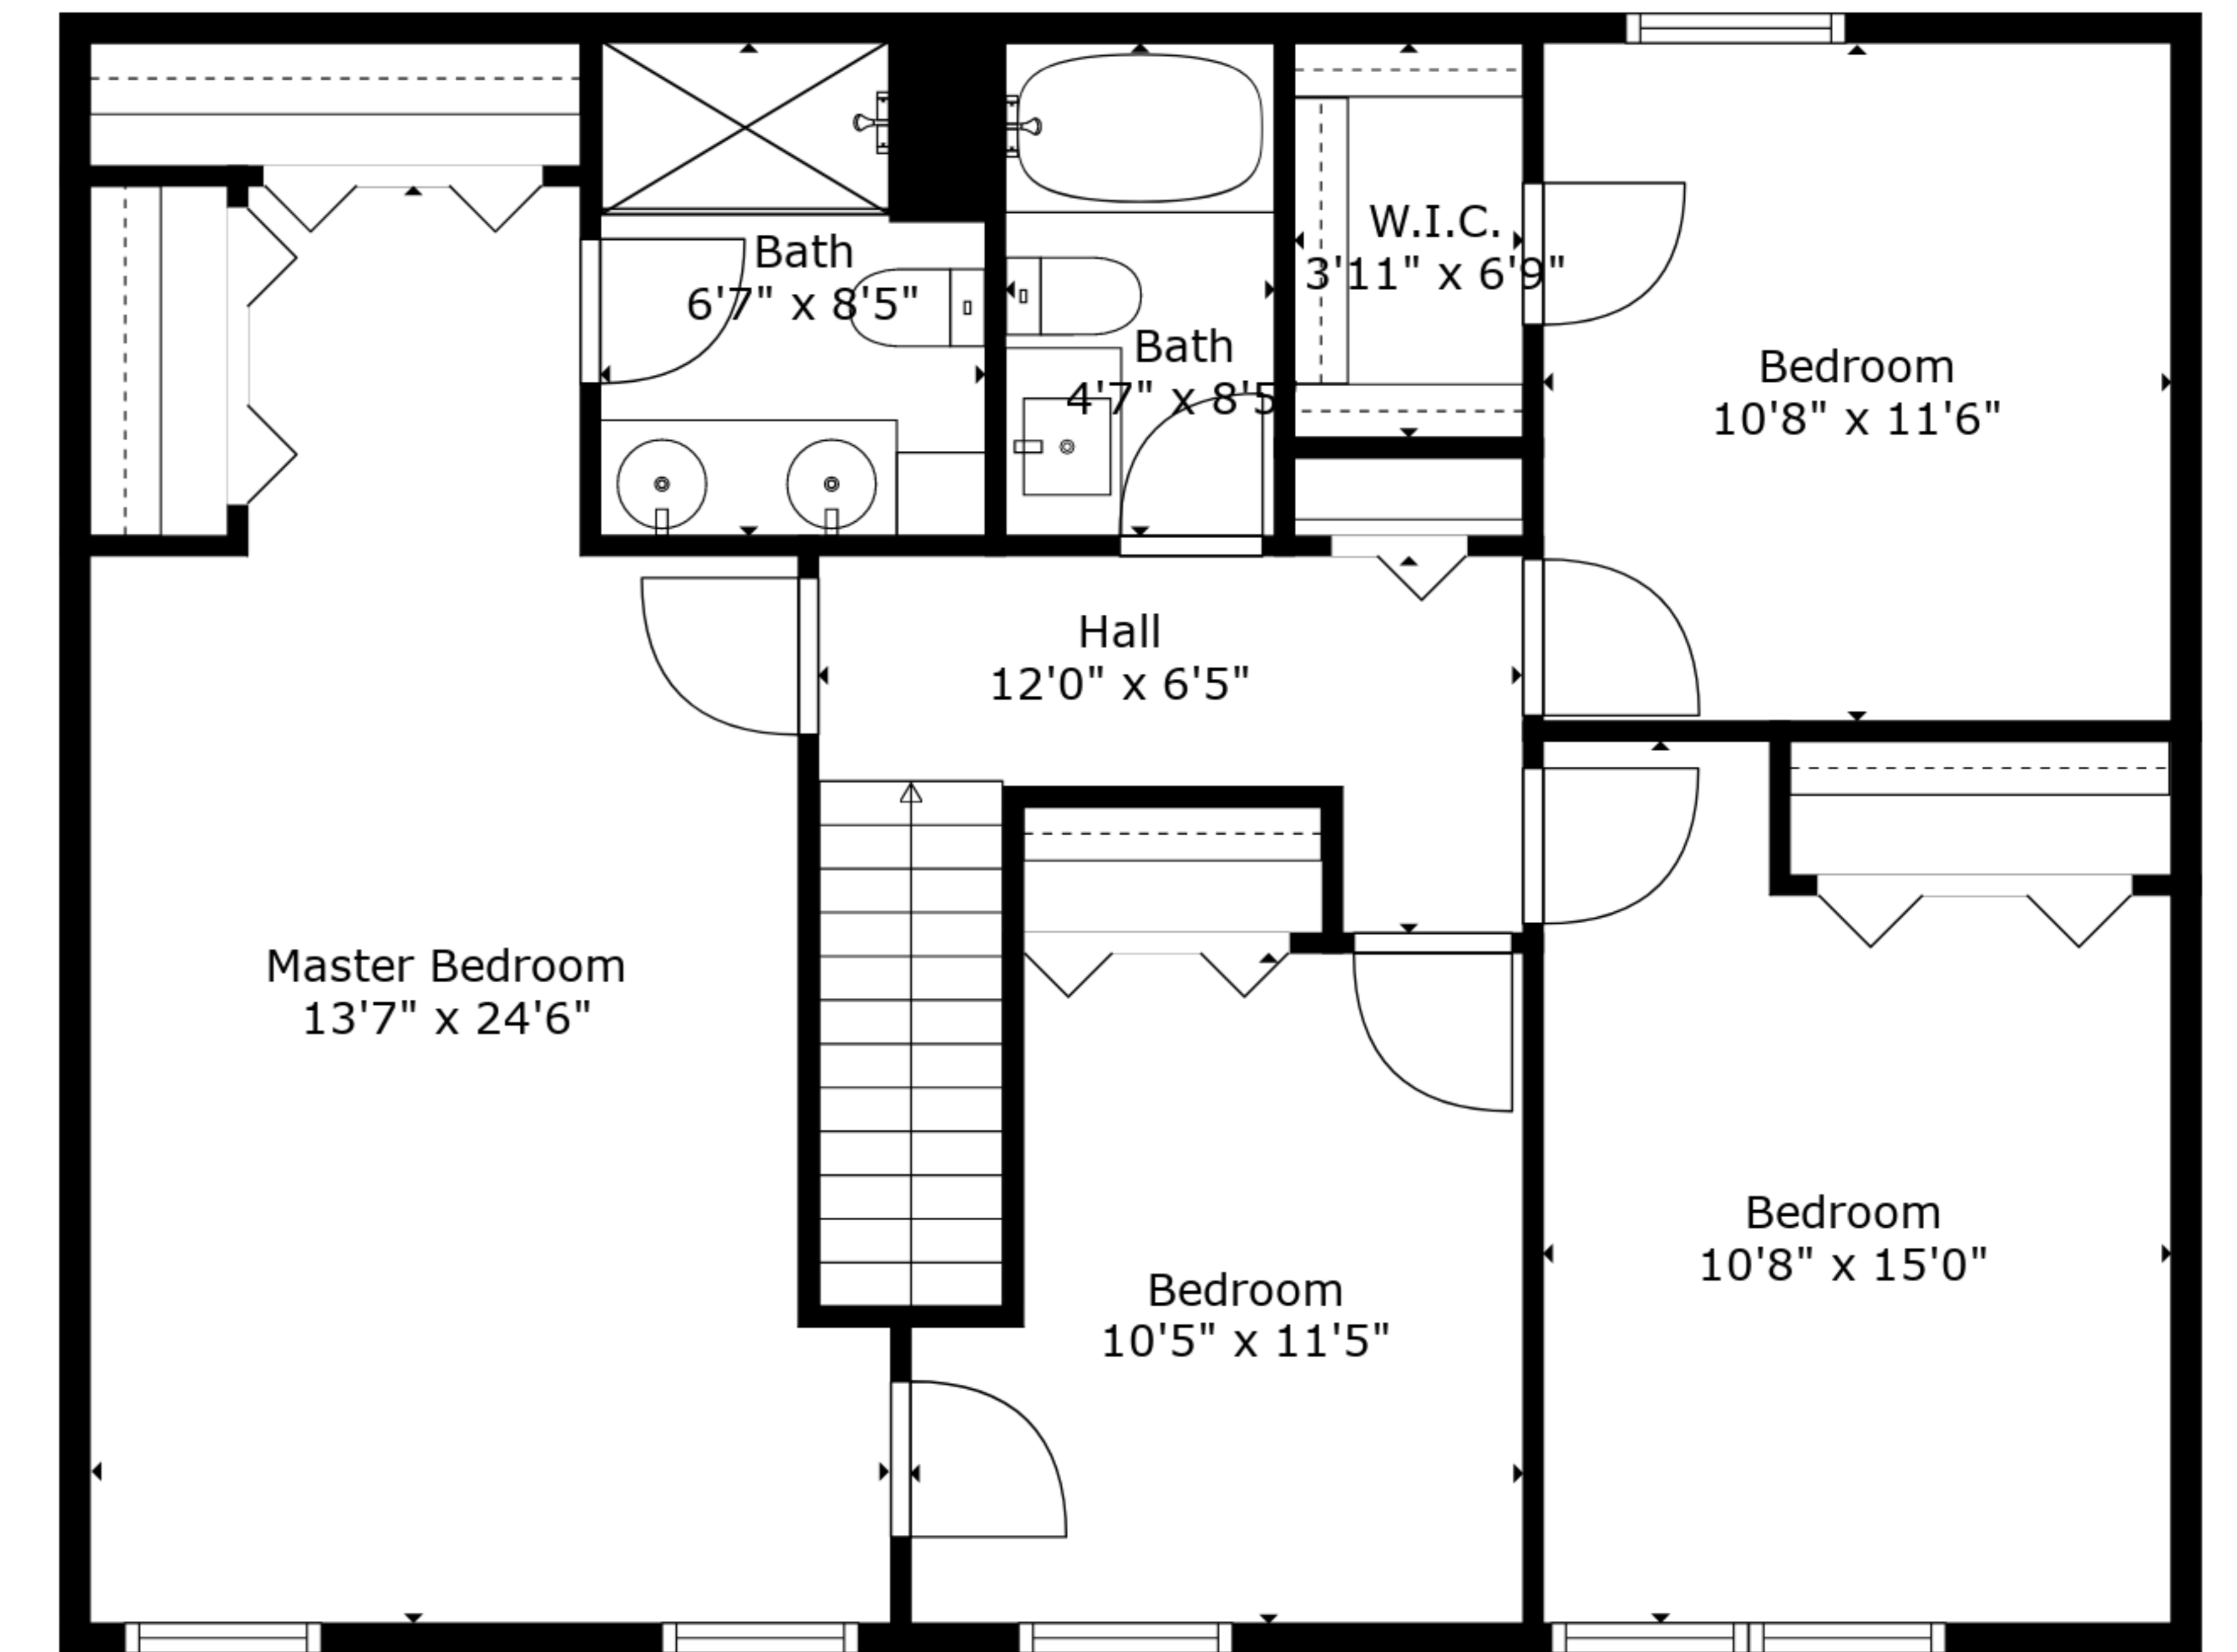 Bath
6'7" x 8'5"
W.I.C.
3'11" x 6'9"
Bath
4'7" x 8'5
Bedroom
10'8" x 11'6"
Hall
12'0" x 6'5"
Master Bedroom
13'7" x 24'6"
Bedroom
10'8" x 15'0"
Bedroom
10'5" x 11'5"